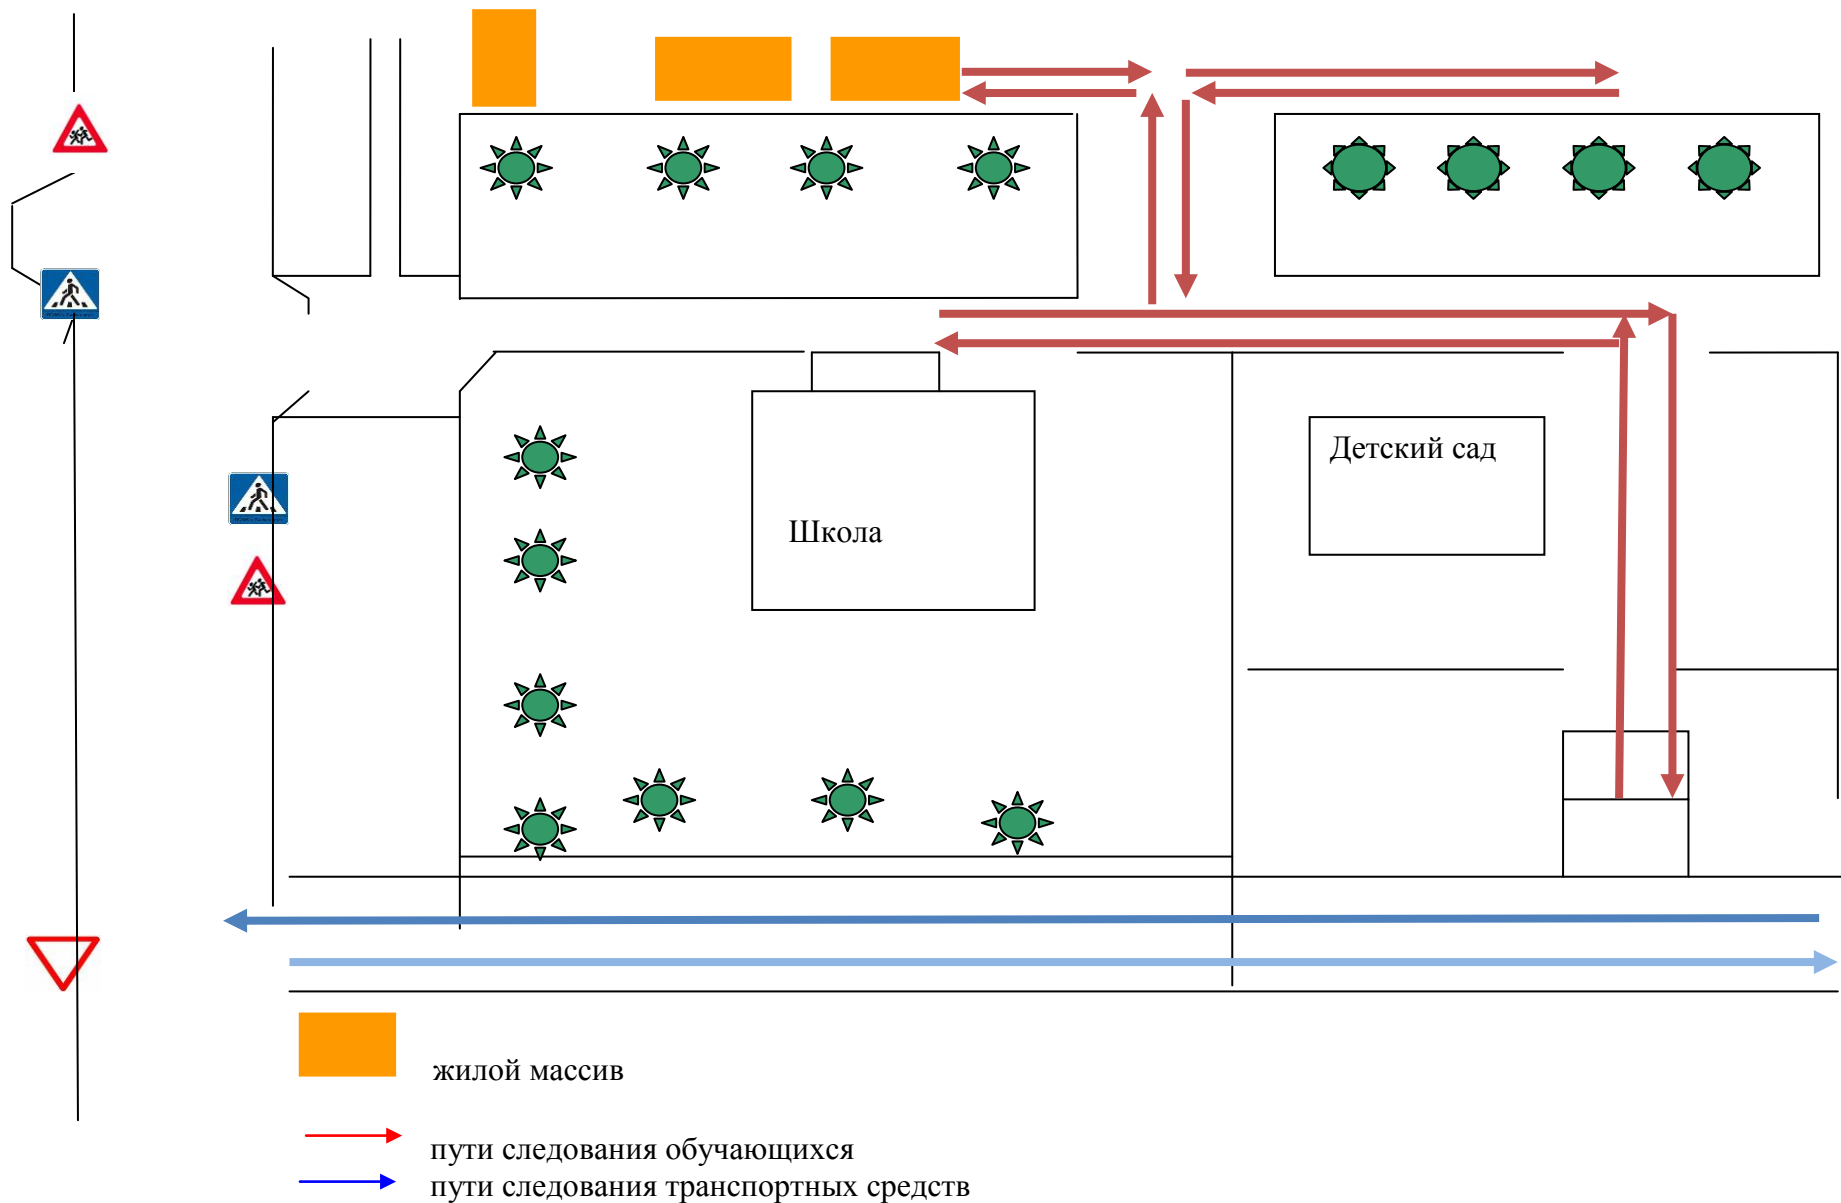 Детский сад
Школа
жилой массив
пути следования обучающихся
пути следования транспортных средств